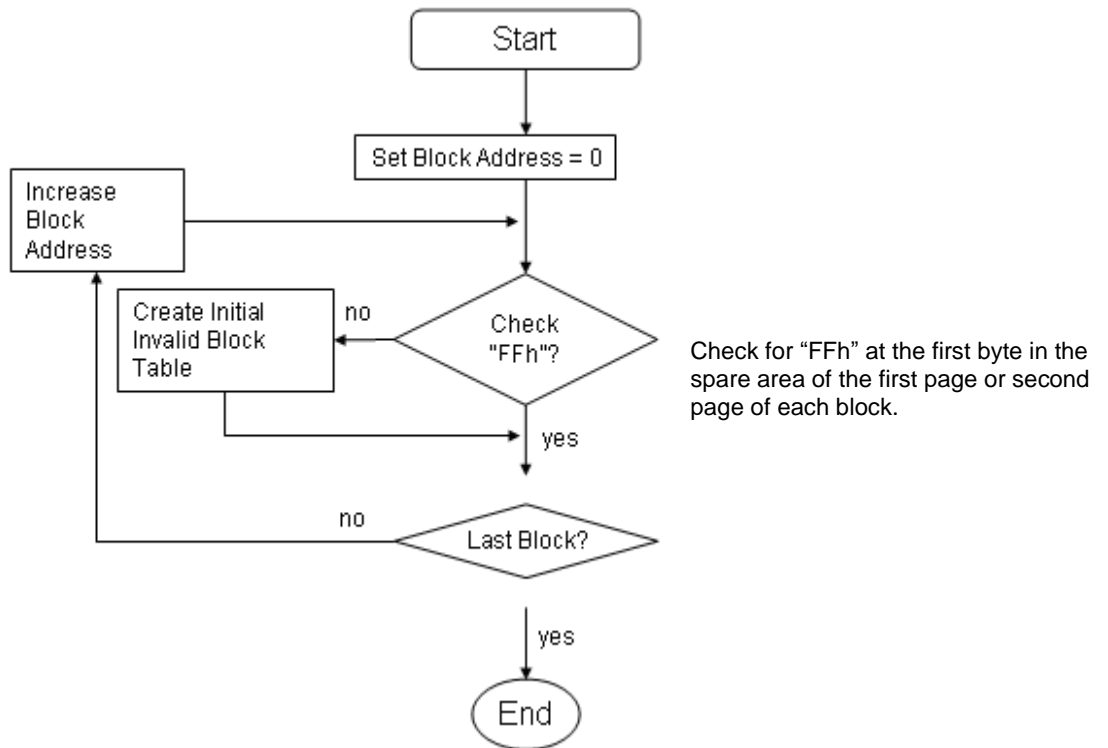 Start
Set Block Address = 0
Increase
Block
Address
Create Initial
Invalid Block
Table
no
Check
"FFh"?
Check for “FFh” at the first byte in the
spare area of the first page or second
page of each block.
yes
no
Last Block?
yes
End